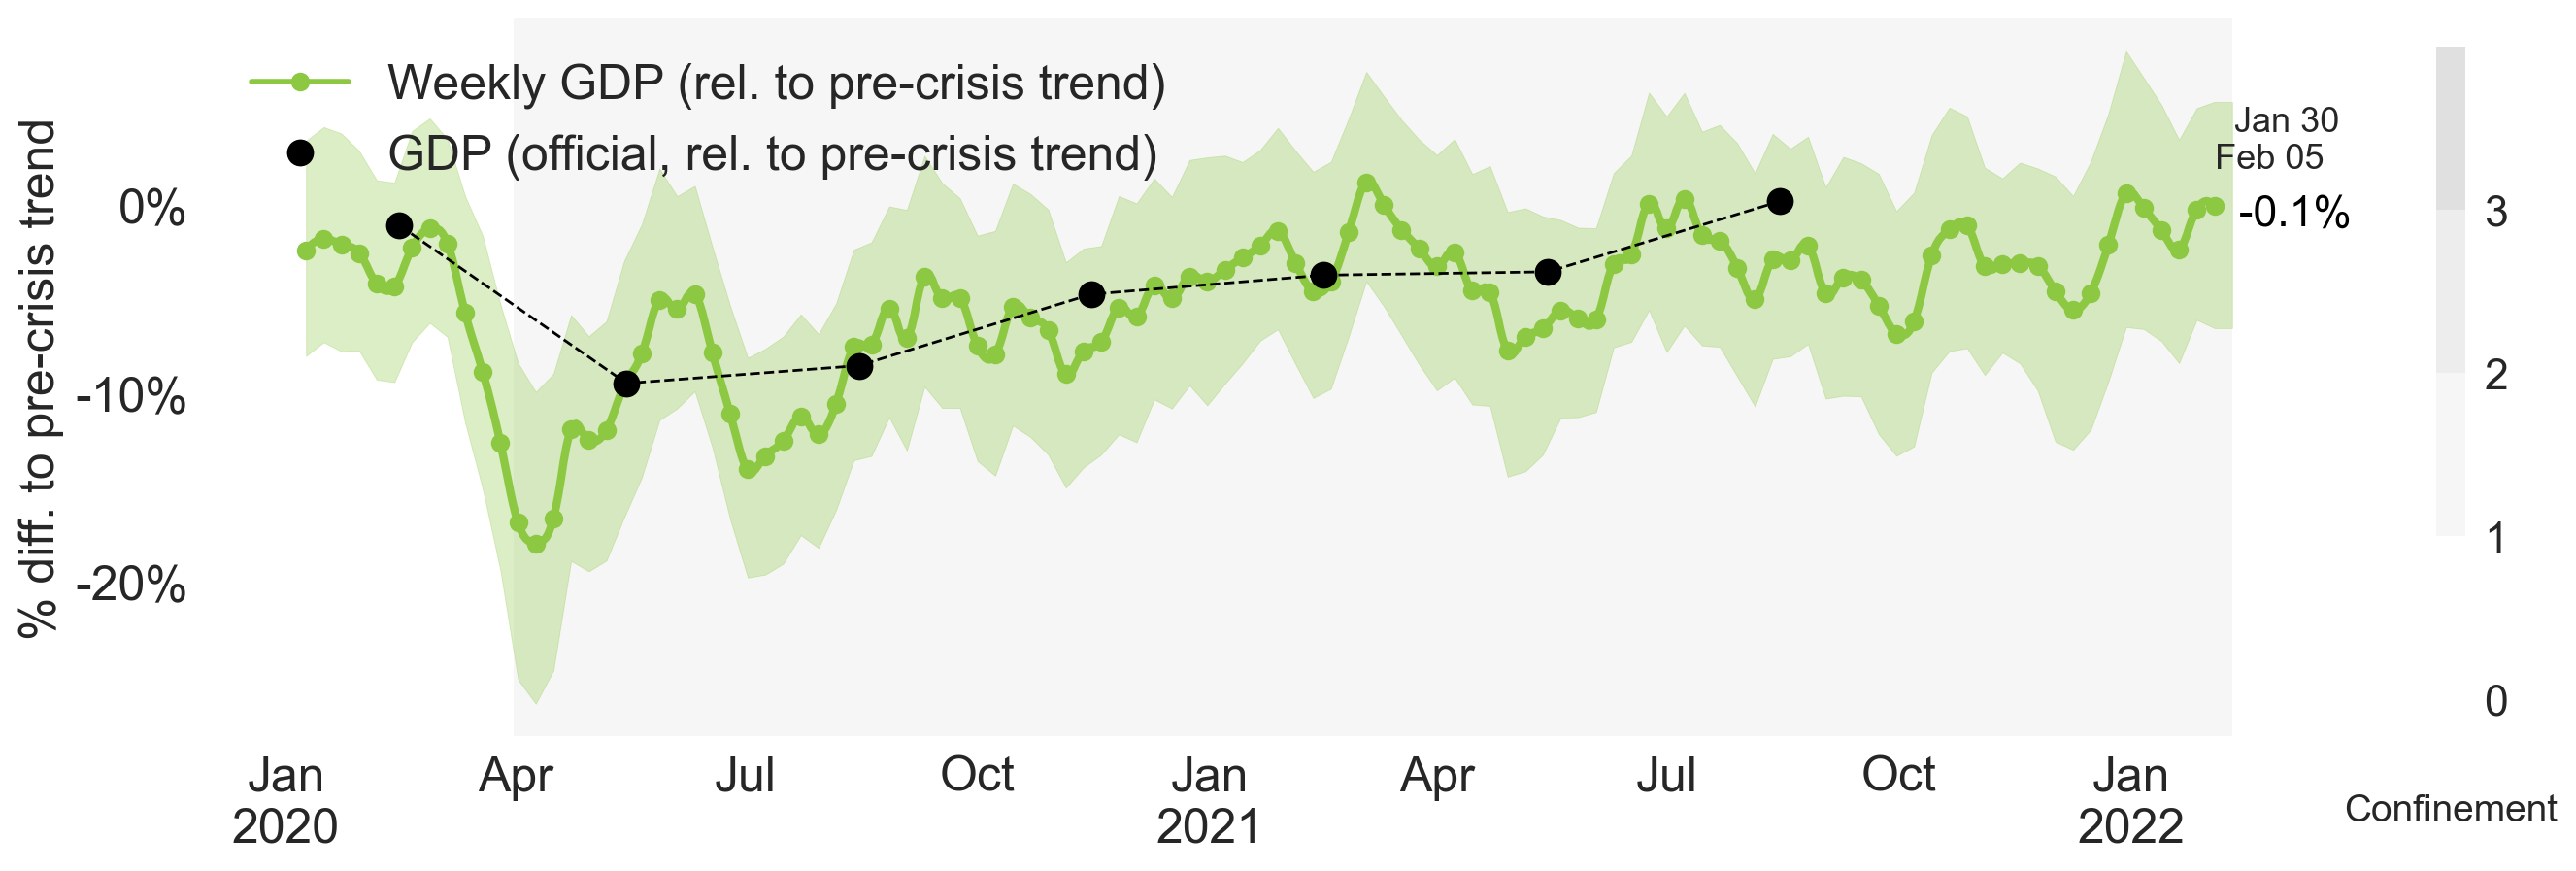 Weekly GDP (rel. to pre-crisis trend)
GDP (official, rel. to pre-crisis trend)
% diff. to pre-crisis trend
0%
-10%
-20%
Jan 30
Feb 05
-0.1%
3
2
1
0
Jan Apr Jul Oct Jan Apr Jul Oct Jan
2020 2021 2022
Confinement